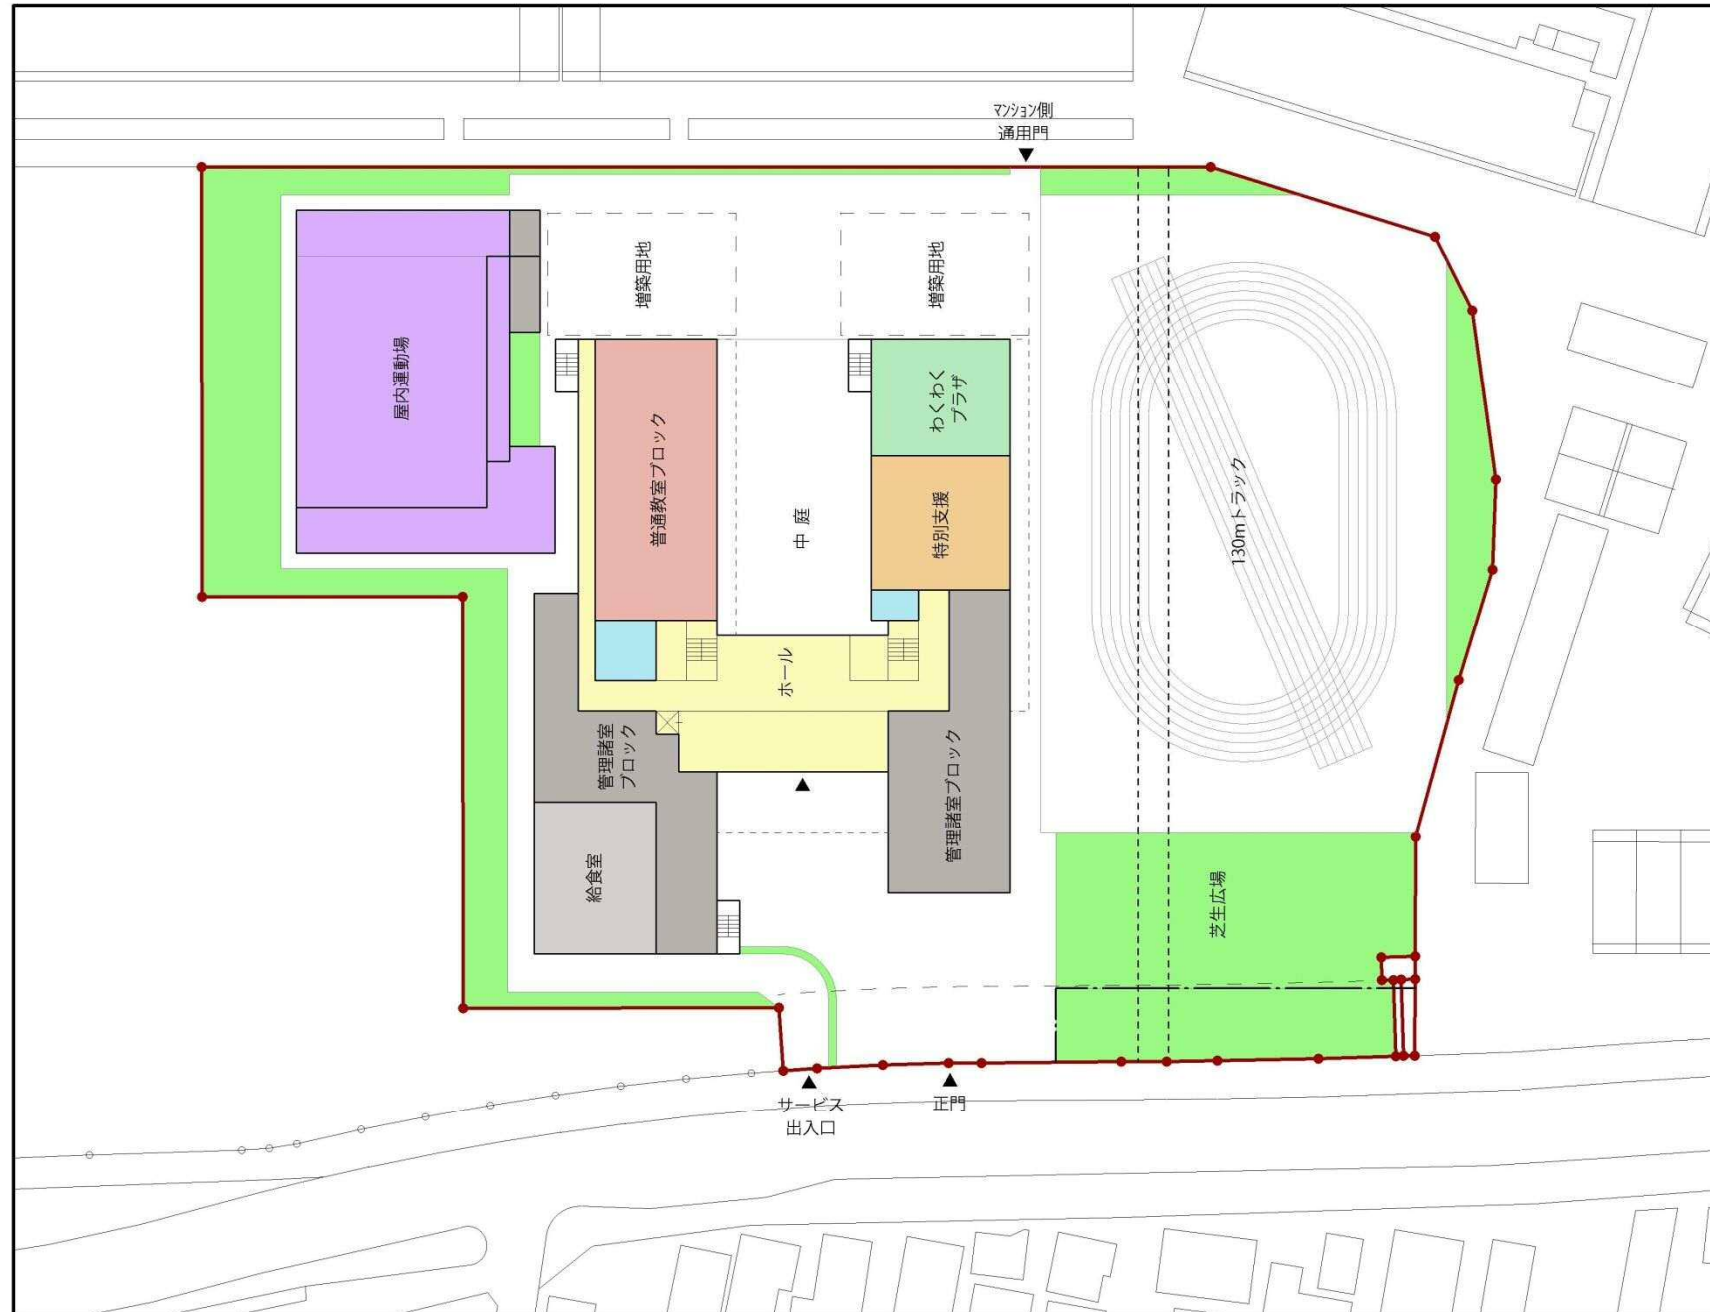 マンション側
通用門
増築用地
増築用地
屋内運動場
普通教室ブロック
わくわく
プラザ
中庭
特別支援
130mトラック
ホール
管理諸室
ブロック
管理諸室ブロック
給食室
芝生広場
サービス
出入口
正門